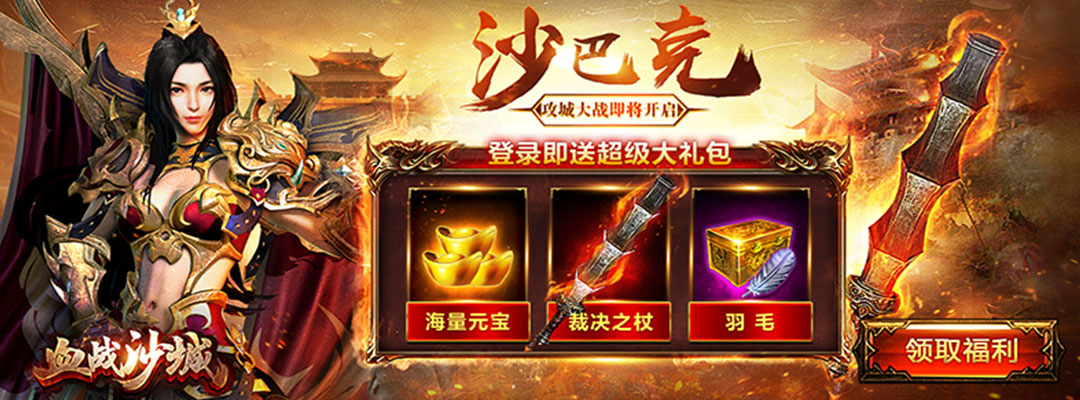 沙巴克
攻城大战即将开启
登录即送超级大礼包
海量元宝
裁决之杖
羽毛
血战沙城
领取福利